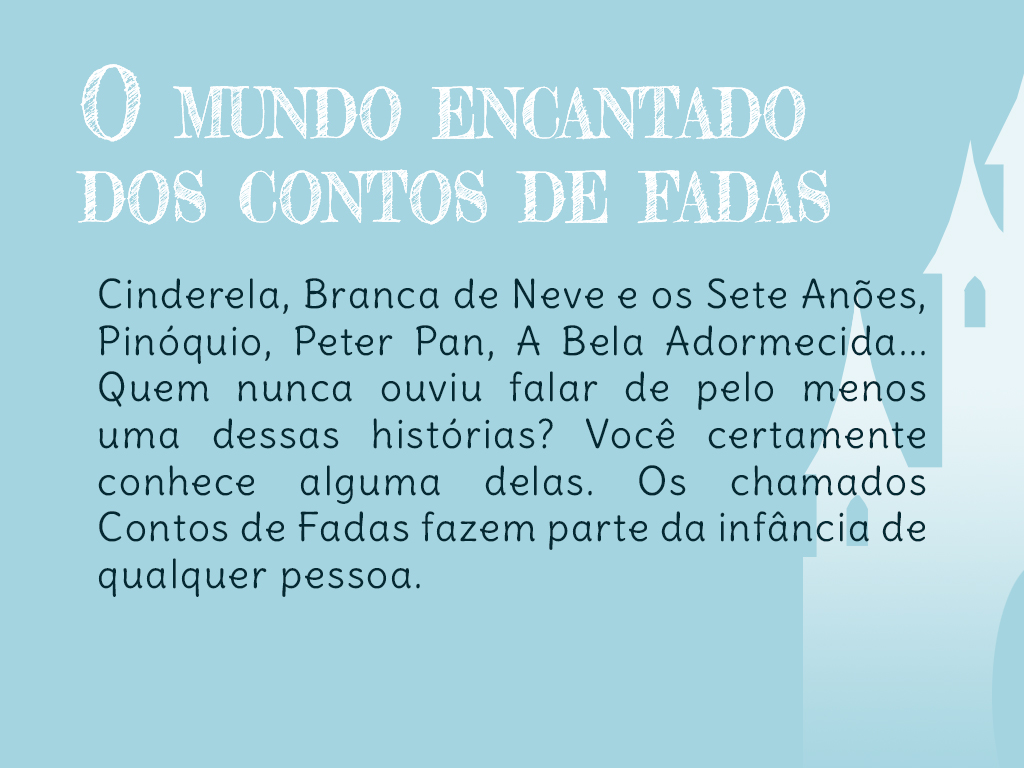 O MUNDO ENCANTADO
DOS CONTOS DE FADAS
Cinderela, Branca de Neve e os Sete Anões,
Pinóquio, Peter Pan, A Bela Adormecida...
Quem nunca ouviu falar de pelo menos
uma dessas histórias? Você certamente
conhece alguma delas. Os chamados
Contos de Fadas fazem parte da infância de
qualquer pessoa.